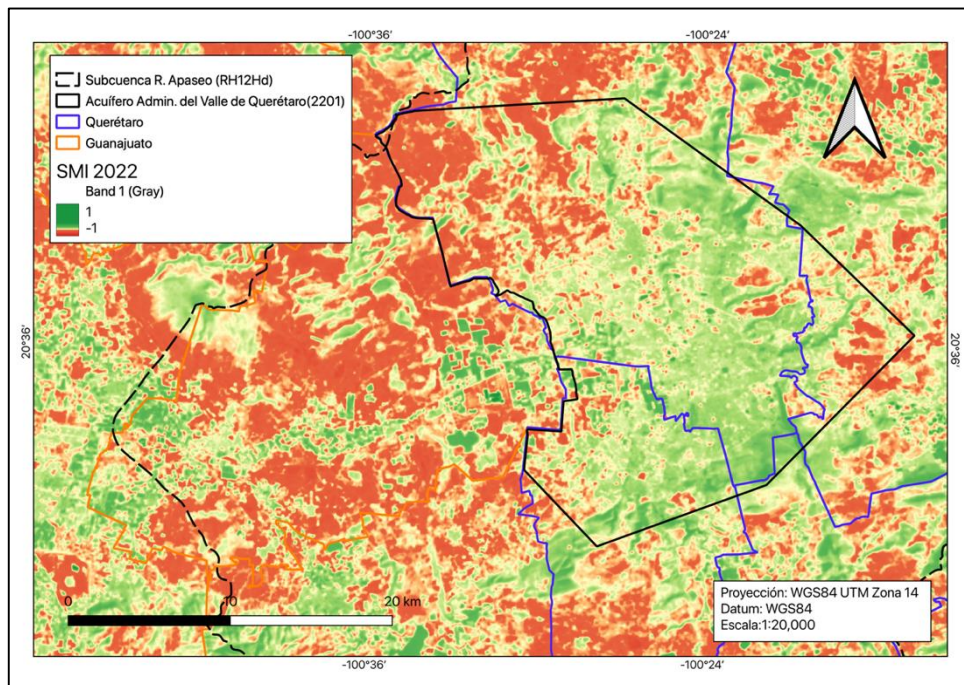 -100°36'
-100°24'
Subcuenca R. Apaseo (RH12Hd)
Acuífero Admin. del Valle de Querétaro(2201)
Querétaro
Guanajuato
SMI 2022
Band 1 (Gray)
1
-1
20°36'
20°36'
0
10
20 km
Proyección: WGS84 UTM Zona 14
Datum: WGS84
Escala:1:20,000
-100°36'
-100°24'